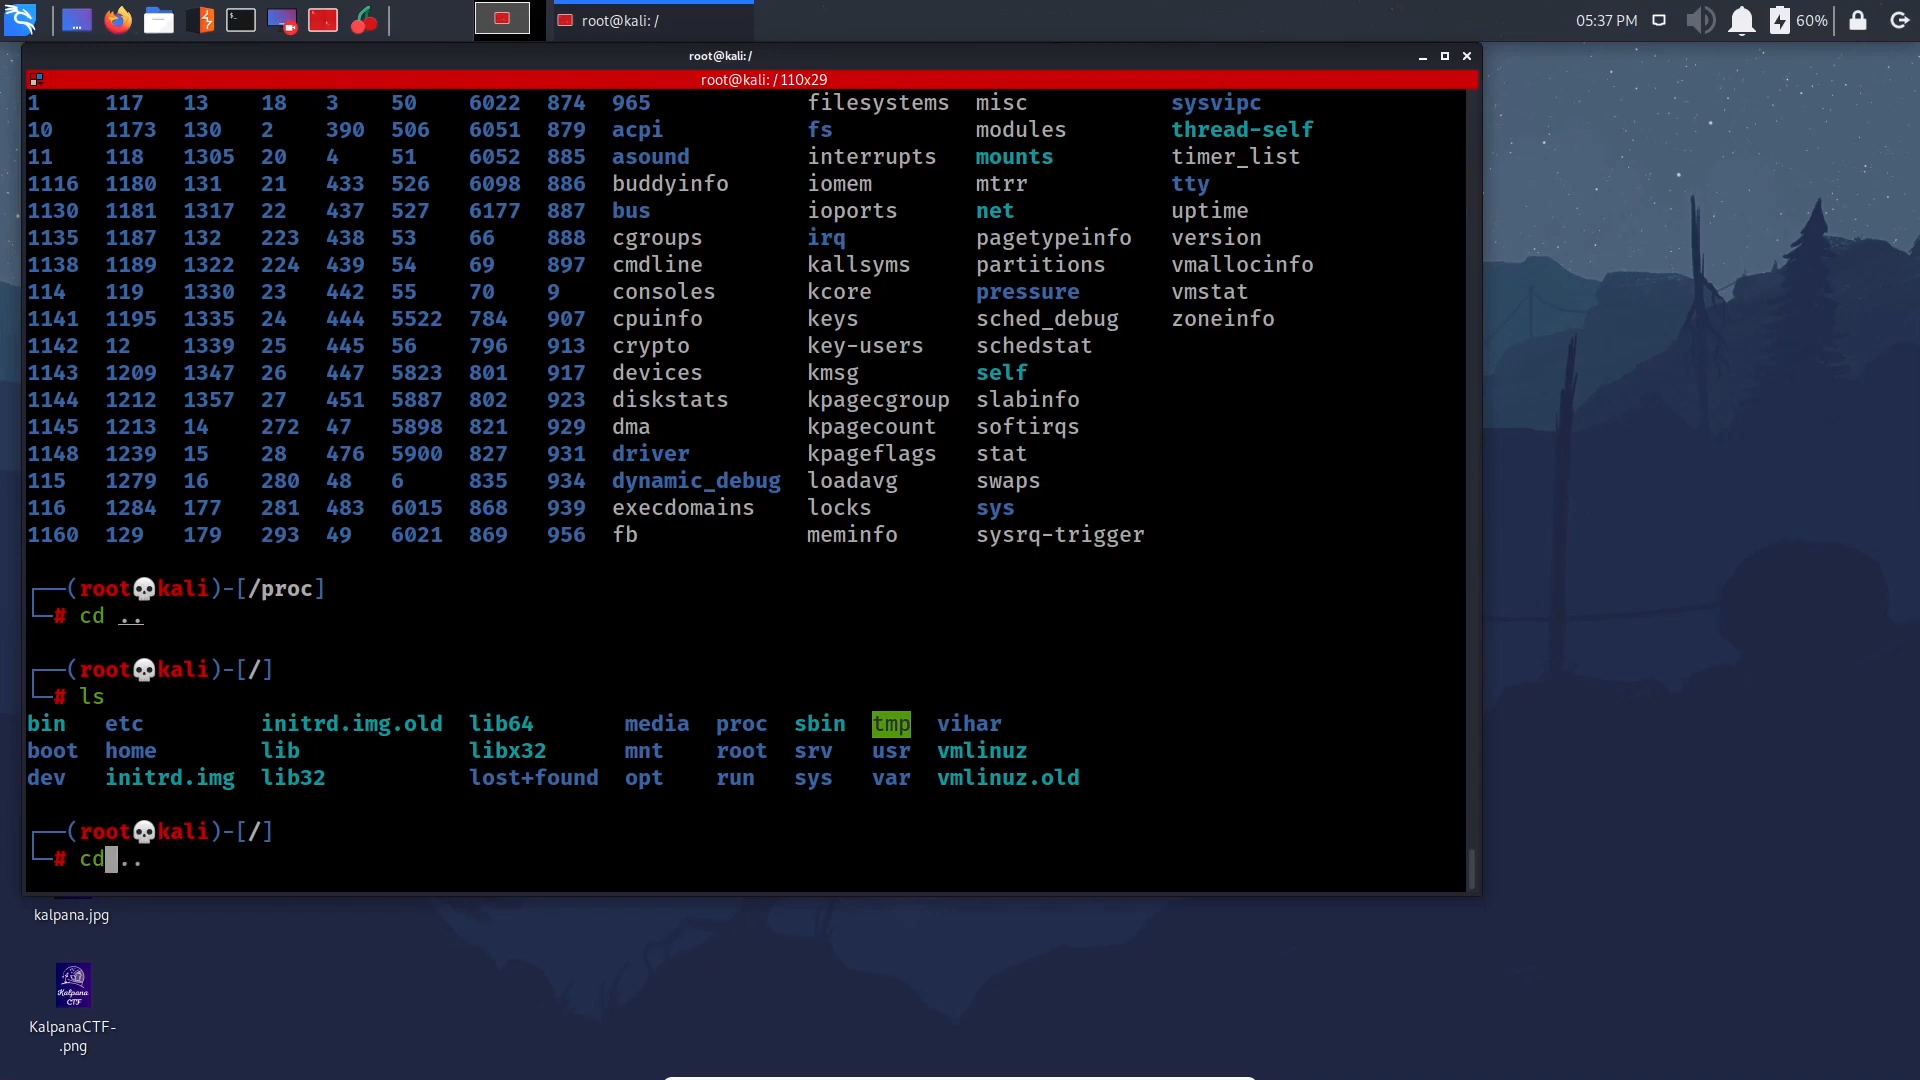 root@kali: /
05:37 PM
60%
root@kali: /
root@kali: / 110x29
1 117 13 18 3 50 6022 874 965 filesystems misc sysvipc
10 1173 130 2 390 506 6051 879 acpi fs modules thread-self
11 118 1305 20 4 51 6052 885 asound interrupts mounts timer_list
1116 1180 131 21 433 526 6098 886 buddyinfo iomem mtrr tty
1130 1181 1317 22 437 527 6177 887 bus ioports net uptime
1135 1187 132 223 438 53 66 888 cgroups irq pagetypeinfo version
1138 1189 1322 224 439 54 69 897 cmdline kallsyms partitions vmallocinfo
114 119 1330 23 442 55 70 9 consoles kcore pressure vmstat
1141 1195 1335 24 444 5522 784 907 cpuinfo keys sched_debug zoneinfo
1142 12 1339 25 445 56 796 913 crypto key-users schedstat
1143 1209 1347 26 447 5823 801 917 devices kmsg self
1144 1212 1357 27 451 5887 802 923 diskstats kpagecgroup slabinfo
1145 1213 14 272 47 5898 821 929 dma kpagecount softirqs
1148 1239 15 28 476 5900 827 931 driver kpageflags stat
115 1279 16 280 48 6 835 934 dynamic_debug loadavg swaps
116 1284 177 281 483 6015 868 939 execdomains locks sys
1160 129 179 293 49 6021 869 956 fb meminfo sysrq-trigger
┌──(root💀kali)-[/proc]
└─# cd ..
┌──(root💀kali)-[/]
└─# ls
bin etc initrd.img.old lib64 media proc sbin tmp vihar
boot home lib libx32 mnt root srv usr vmlinuz
dev initrd.img lib32 lost+found opt run sys var vmlinuz.old
┌──(root💀kali)-[/]
└─# cd ..
kalpana.jpg
Kalpana
CTF
KalpanaCTF-
.png